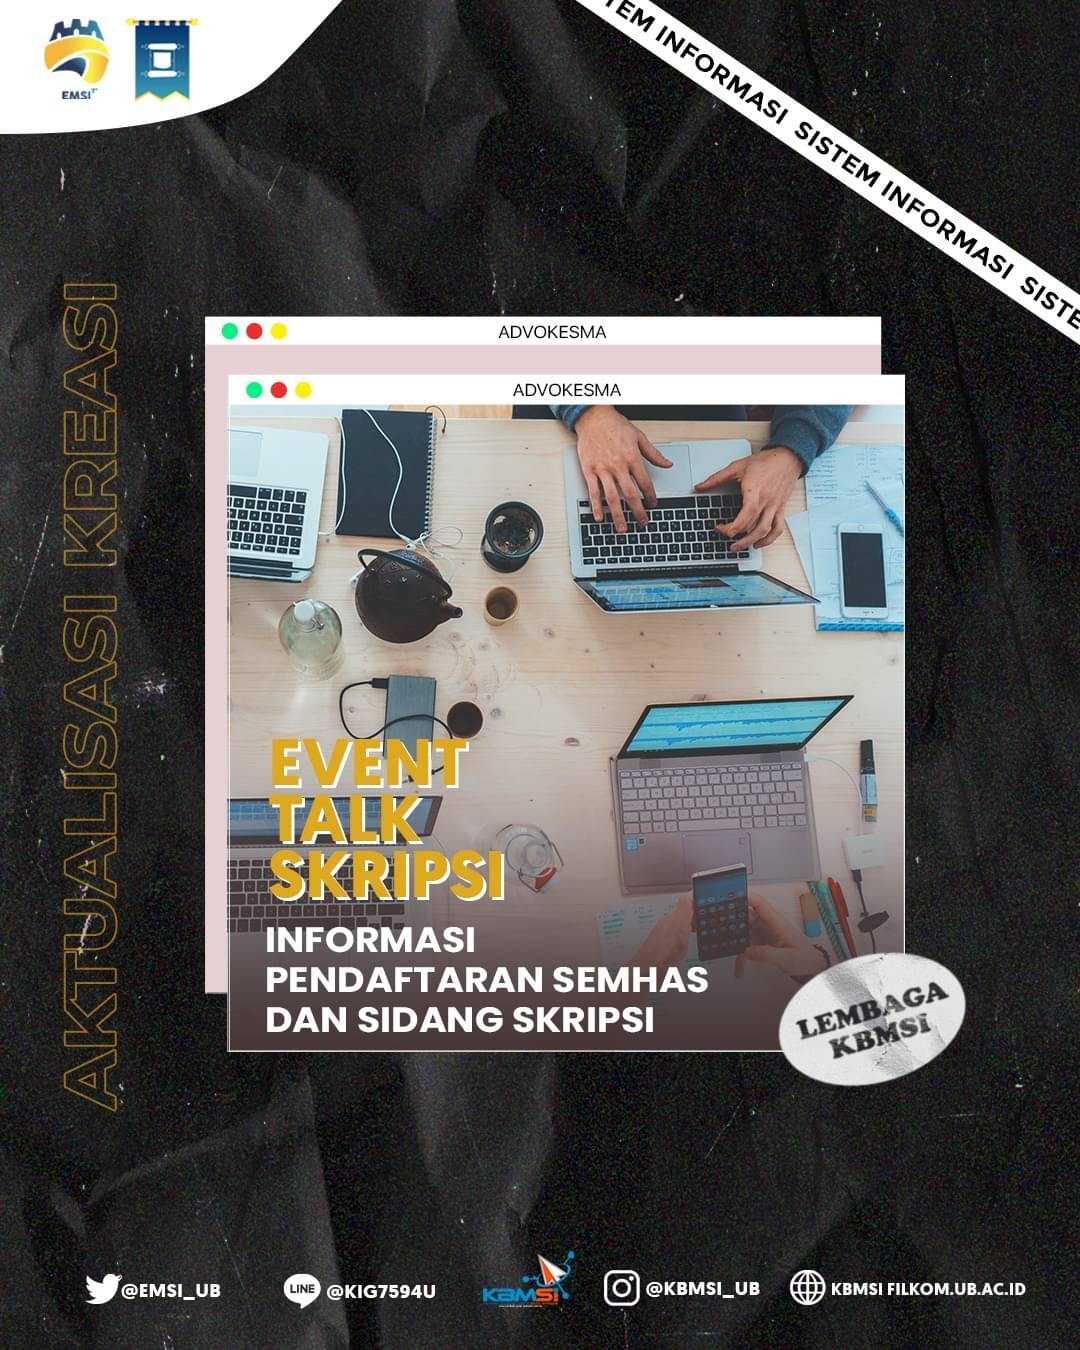 EMSI
TEM INFORMASI SISTEM INFORMASI SISTE
AKTUALISASI KREASI
ADVOKESMA
ADVOKESMA
EVENT
TALK
SKRIPSI
INFORMASI
PENDAFTARAN SEMHAS
DAN SIDANG SKRIPSI
LEMBAGA
KBMSI
@EMSI_UB
LINE
@KIG7594U
KBMSI
@KBMSI_UB
KBMSI FILKOM.UB.AC.ID